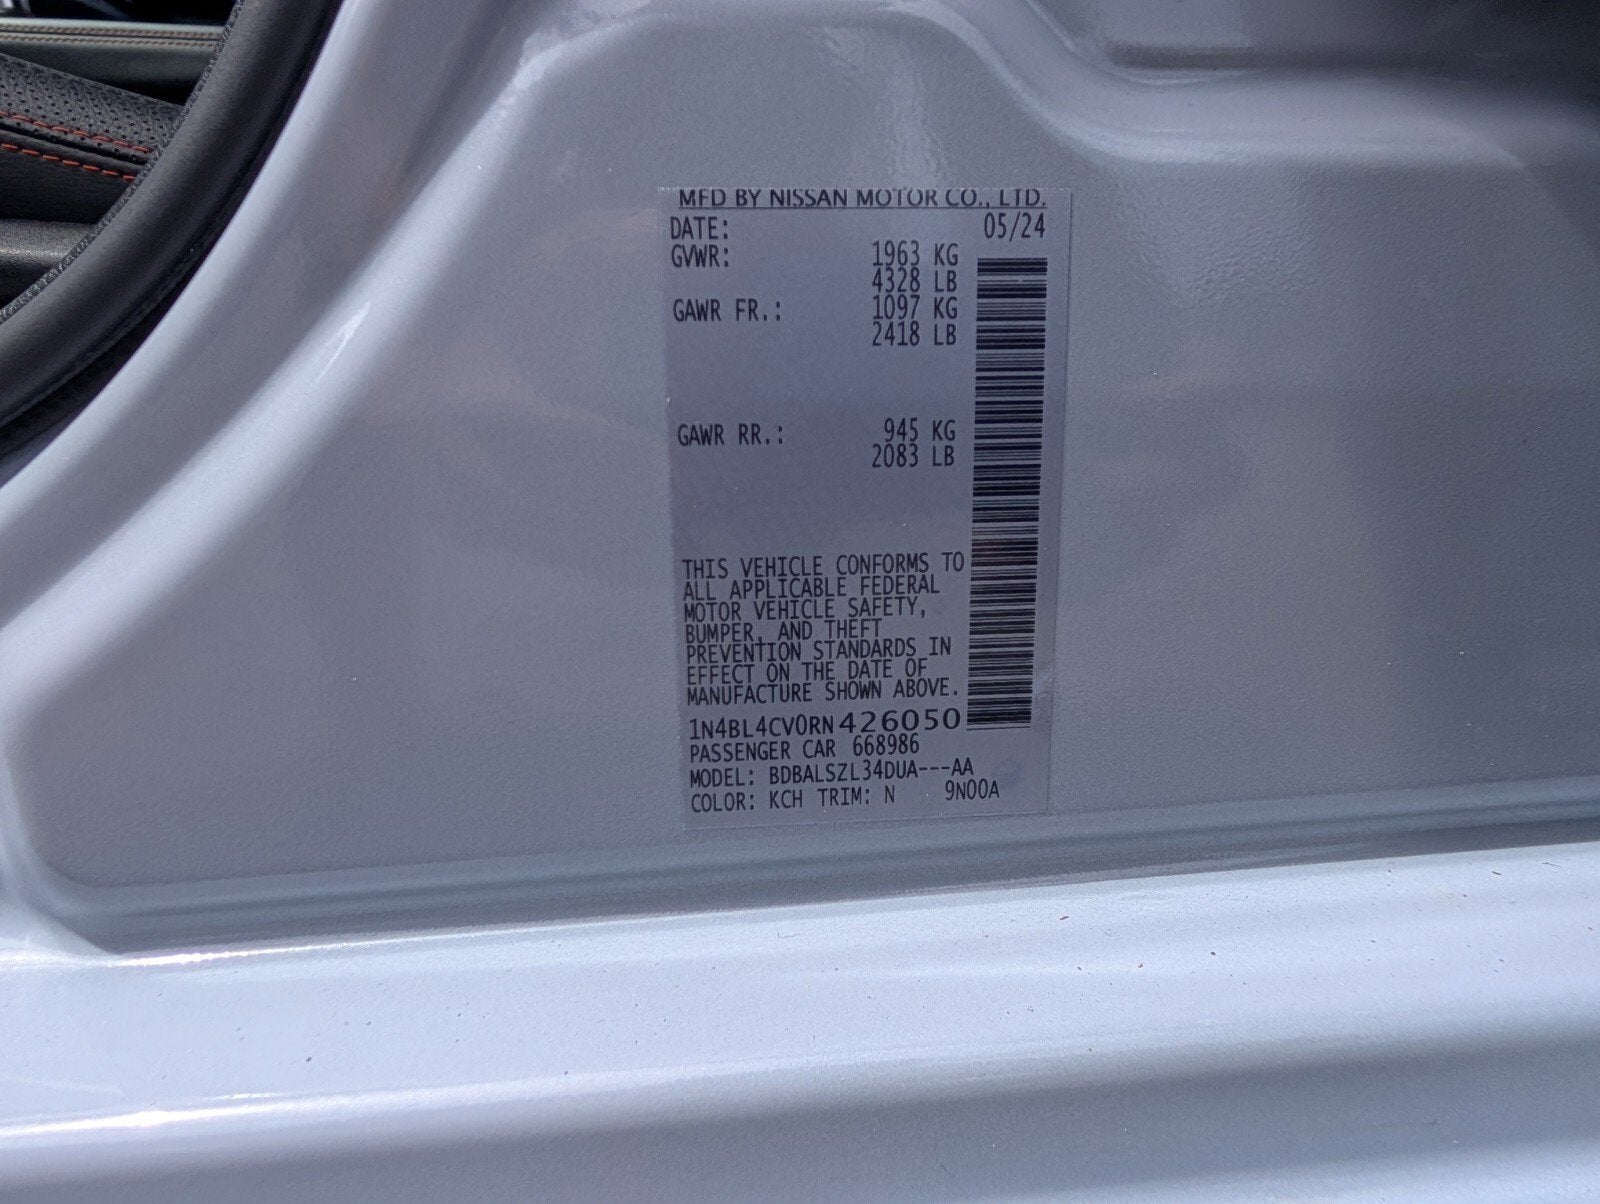 MFD BY NISSAN MOTOR CO., LTD.
DATE: 05/24
GVWR: 1963 KG
4328 LB
GAWR FR.: 1097 KG
2418 LB
GAWR RR.: 945 KG
2083 LB
THIS VEHICLE CONFORMS TO
ALL APPLICABLE FEDERAL
MOTOR VEHICLE SAFETY,
BUMPER, AND THEFT
PREVENTION STANDARDS IN
EFFECT ON THE DATE OF
MANUFACTURE SHOWN ABOVE.
1N4BL4CV0RN426050
PASSENGER CAR 668986
MODEL: BDBALSZL34DUA---AA
COLOR: KCH TRIM: N 9N00A